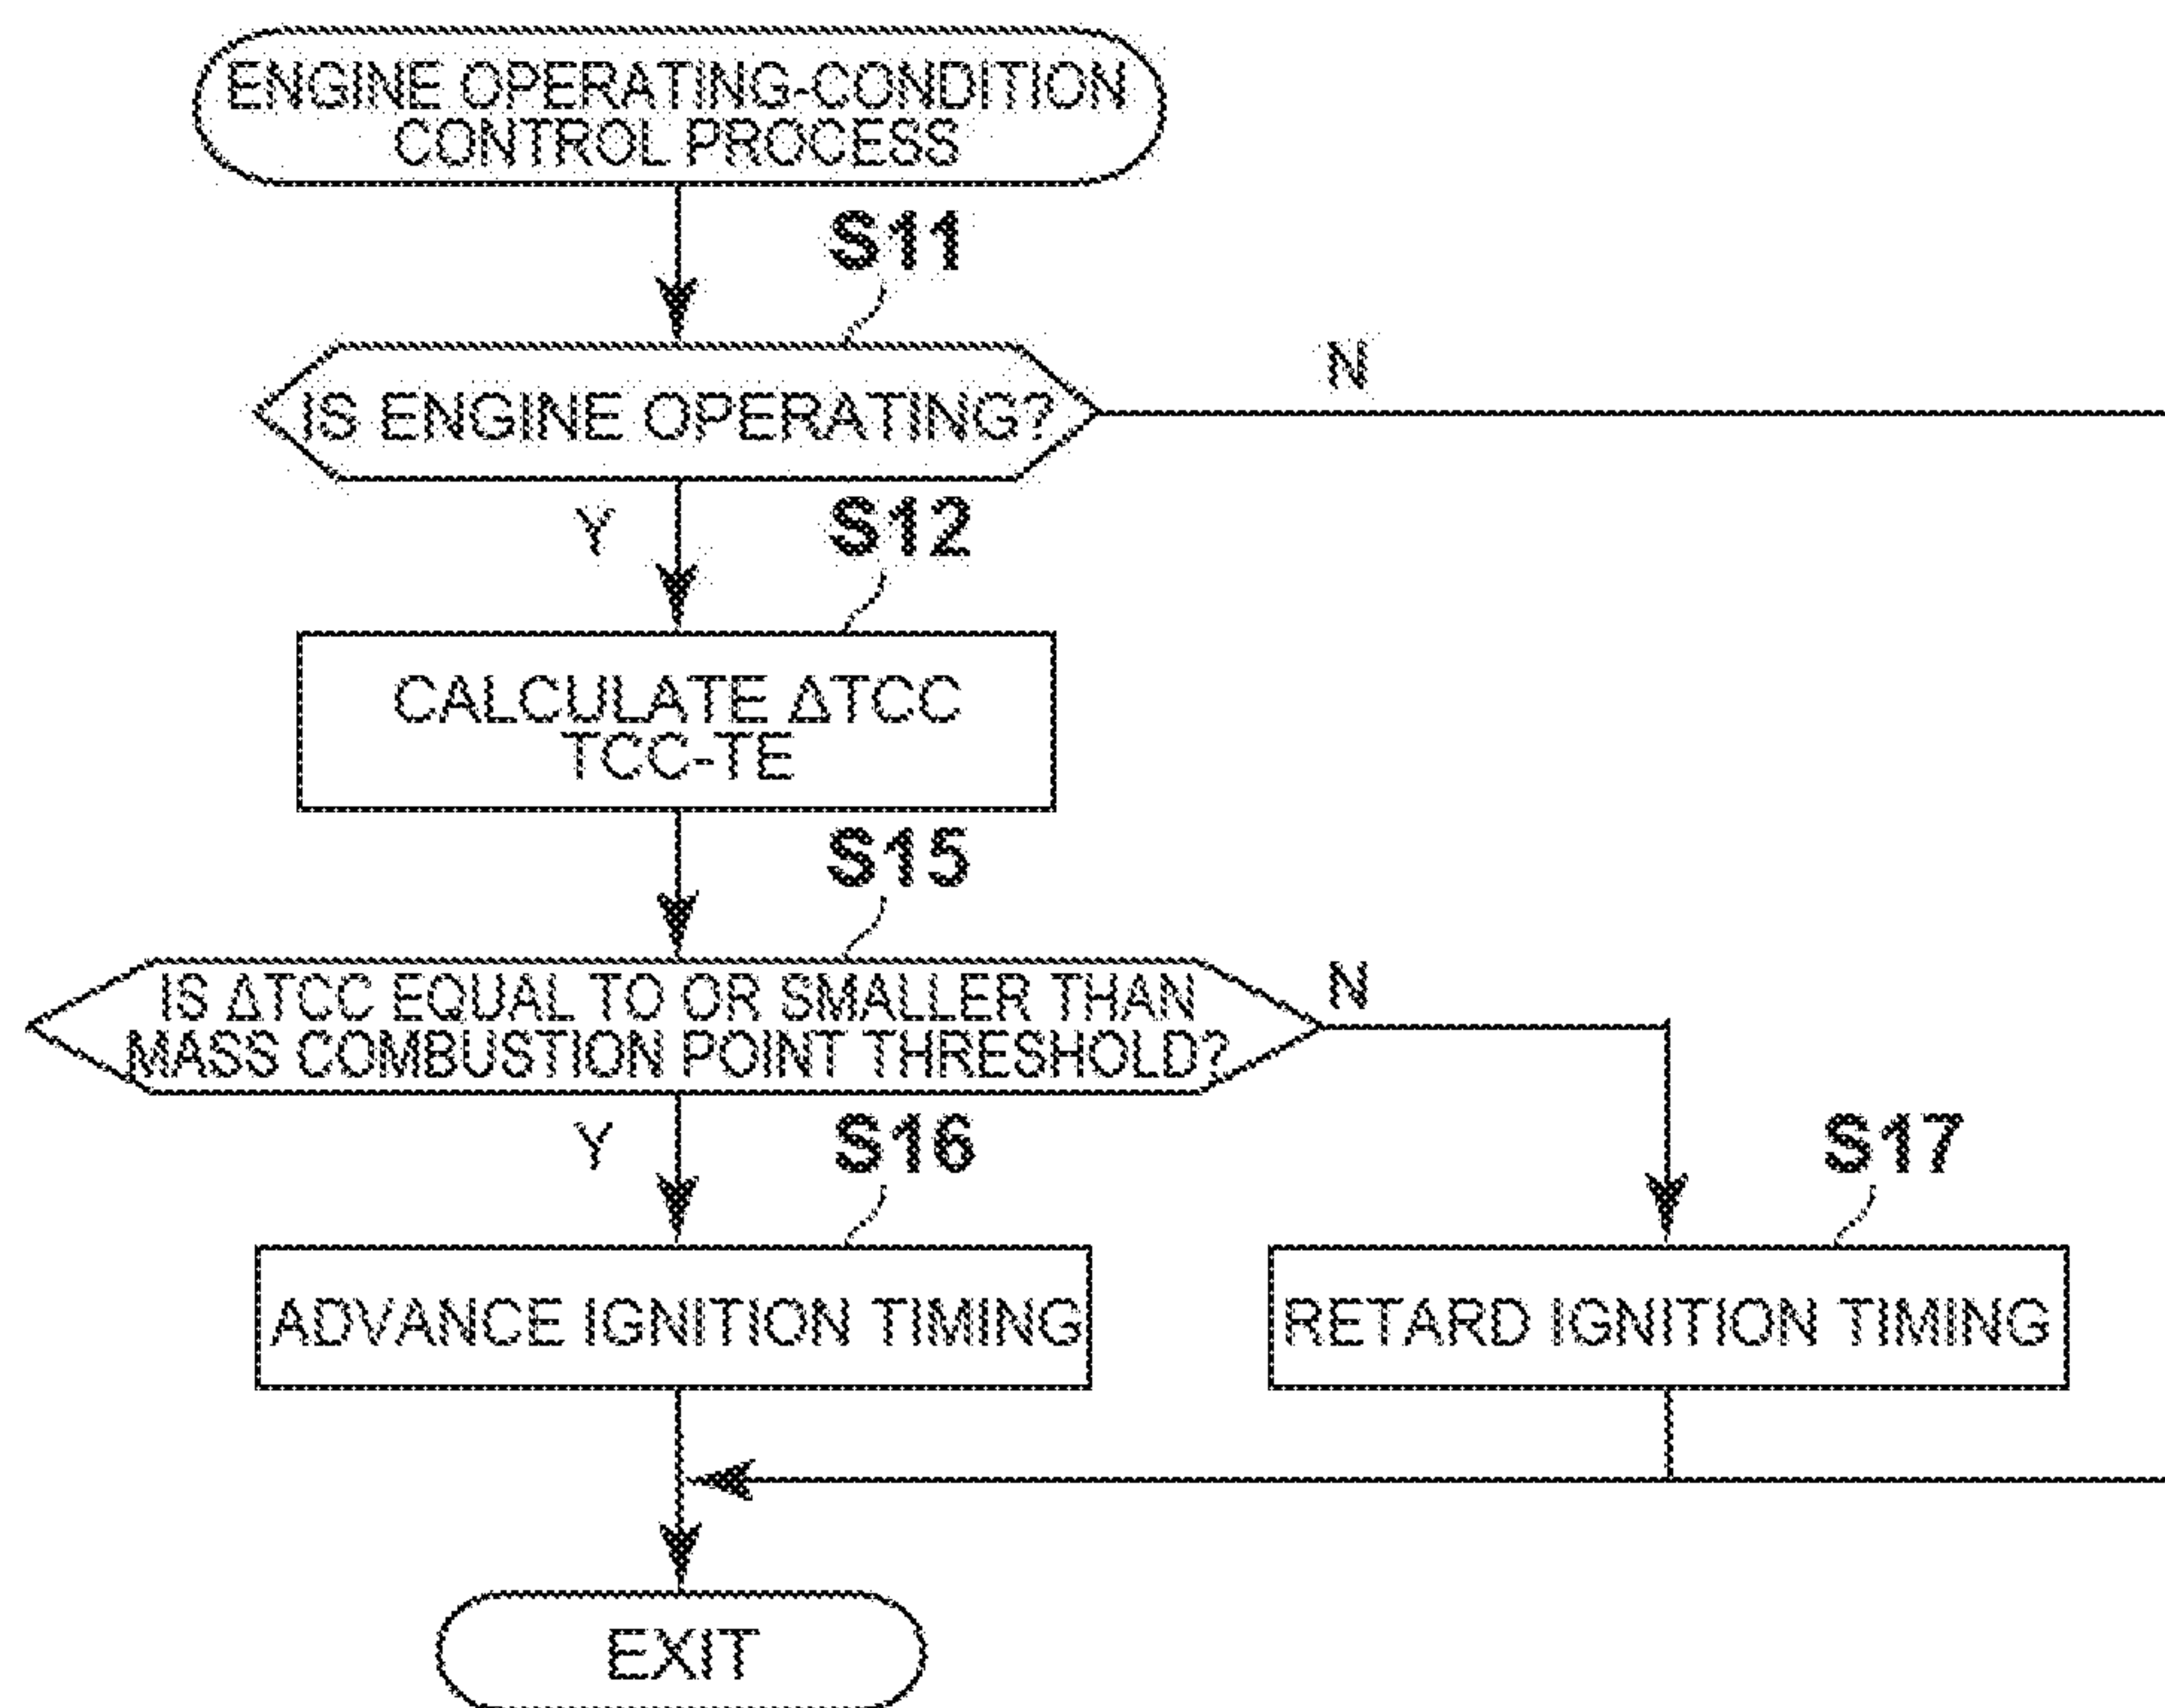 ENGINE OPERATING-CONDITION
CONTROL PROCESS
S11
IS ENGINE OPERATING?
N
Y
S12
CALCULATE ΔTCC
TCC-TE
S15
IS ΔTCC EQUAL TO OR SMALLER THAN
MASS COMBUSTION POINT THRESHOLD?
N
Y
S16
S17
ADVANCE IGNITION TIMING
RETARD IGNITION TIMING
EXIT